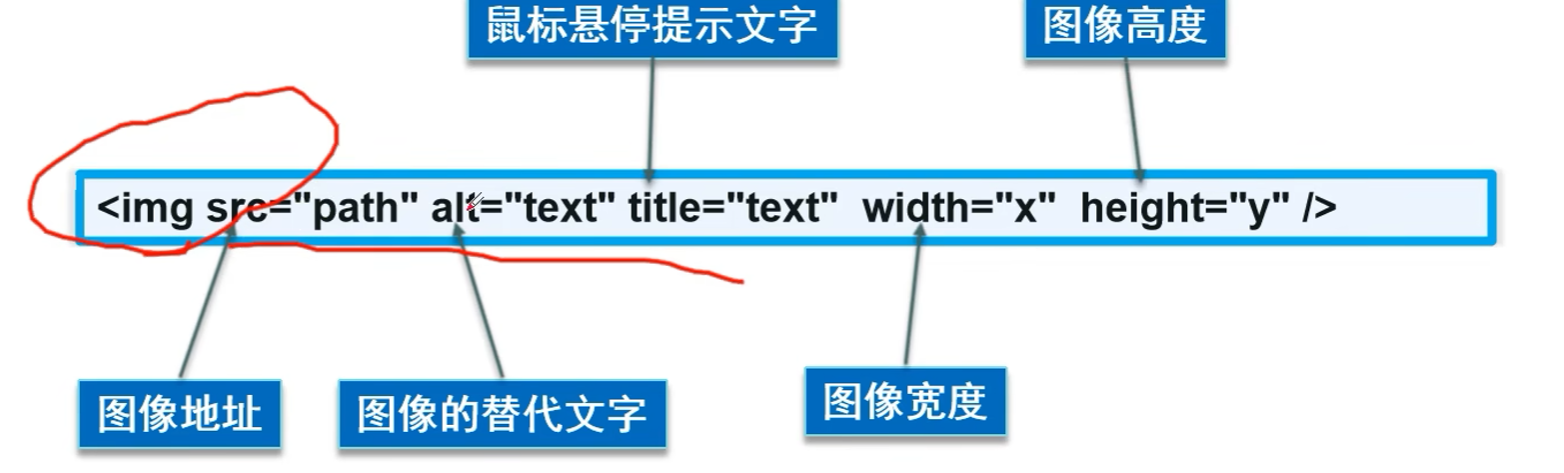 鼠标悬停提示文字
图像高度
<img src="path" alt="text" title="text"  width="x"  height="y" />
图像地址
图像的替代文字
图像宽度